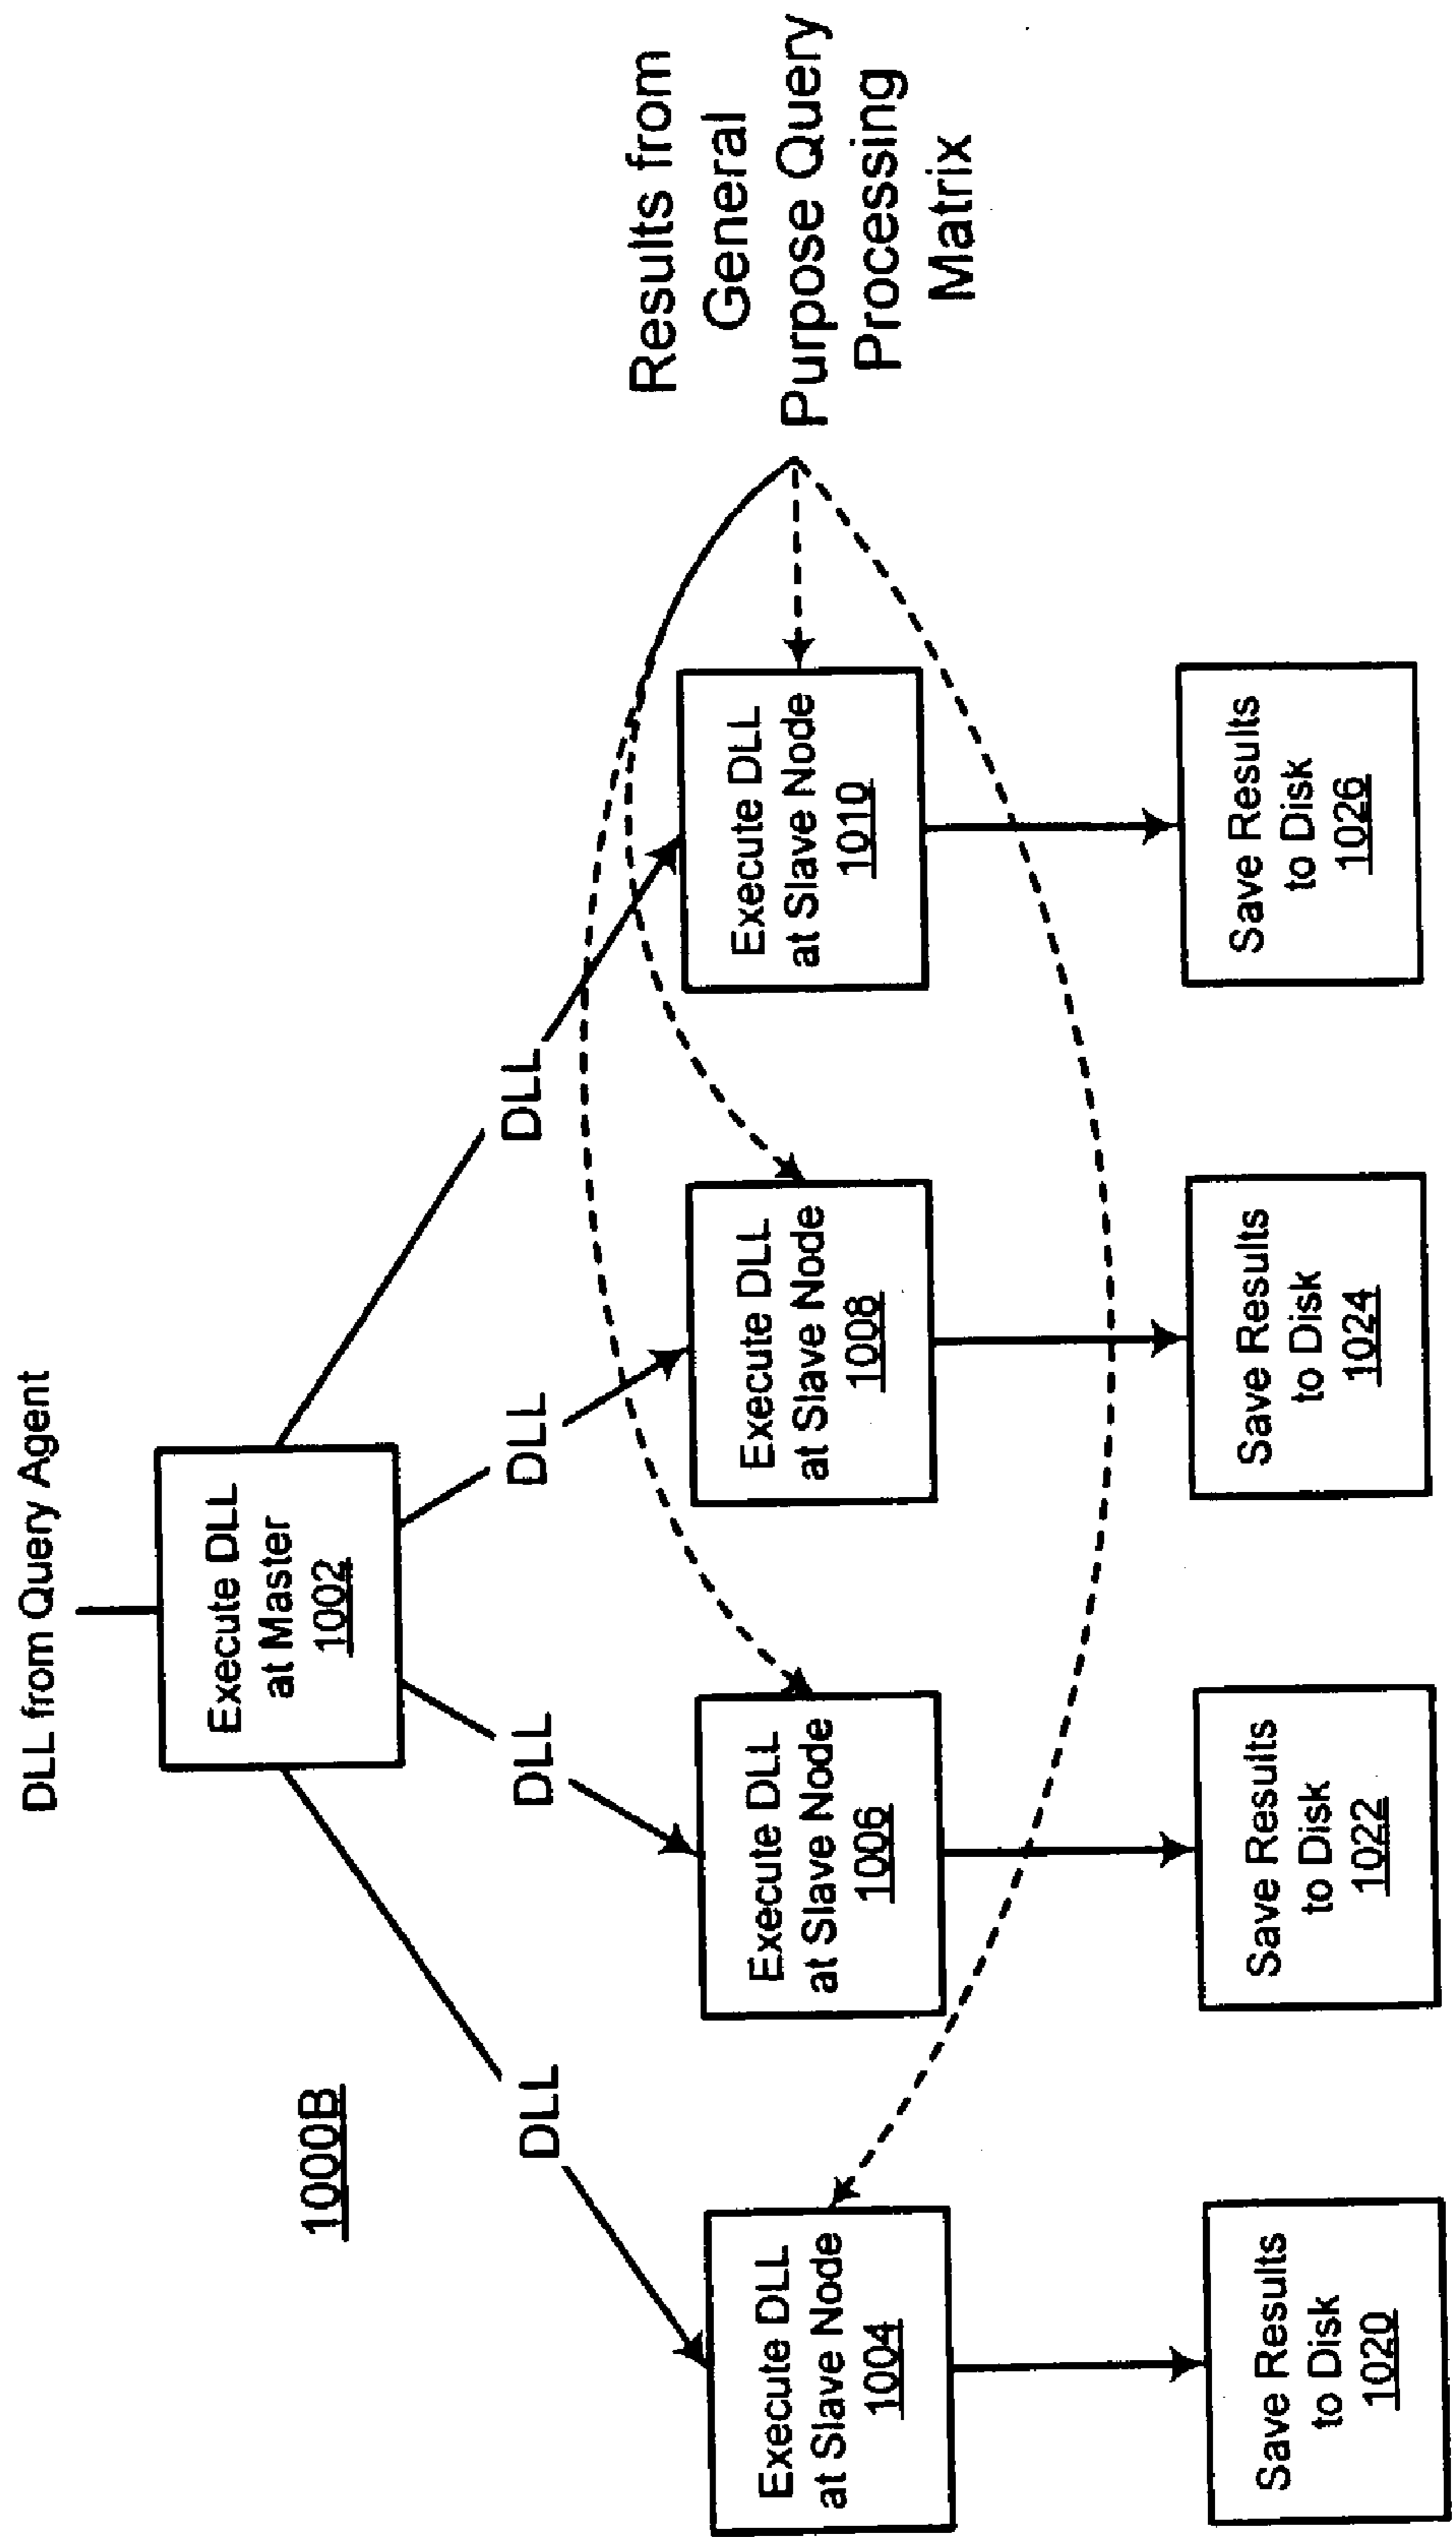 DLL from Query Agent
Execute DLL
at Master
1002
1000B
DLL
DLL
DLL
DLL
Results from
General
Purpose Query
Processing
Matrix
Execute DLL
at Slave Node
1004
Execute DLL
at Slave Node
1006
Execute DLL
at Slave Node
1008
Execute DLL
at Slave Node
1010
Save Results
to Disk
1020
Save Results
to Disk
1022
Save Results
to Disk
1024
Save Results
to Disk
1026